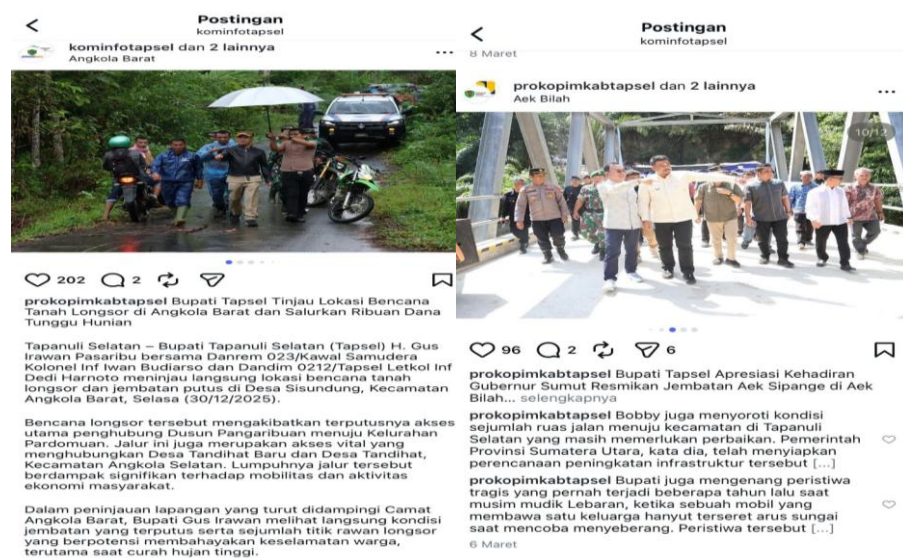 Postingan
kominfotapsel
kominfotapsel dan 2 lainnya
Angkola Barat
202 2
prokopimkabtapsel Bupati Tapsel Tinjau Lokasi Bencana
Tanah Longsor di Angkola Barat dan Salurkan Ribuan Dana
Tunggu Hunian
Tapanuli Selatan – Bupati Tapanuli Selatan (Tapsel) H. Gus
Irawan Pasaribu bersama Danrem 023/Kawal Samudera
Kolonel Inf Iwan Budiarso dan Dandim 0212/Tapsel Letkol Inf
Dedi Harnoto meninjau langsung lokasi bencana tanah
longsor dan jembatan putus di Desa Sisundung, Kecamatan
Angkola Barat, Selasa (30/12/2025).
Bencana longsor tersebut mengakibatkan terputusnya akses
utama penghubung Dusun Pangaribuan menuju Kelurahan
Pardomuan. Jalur ini juga merupakan akses vital yang
menghubungkan Desa Tandihat Baru dan Desa Tandihat,
Kecamatan Angkola Selatan. Lumpuhnya jalur tersebut
berdampak signifikan terhadap mobilitas dan aktivitas
ekonomi masyarakat.
Dalam peninjauan lapangan yang turut didampingi Camat
Angkola Barat, Bupati Gus Irawan melihat langsung kondisi
jembatan yang terputus serta sejumlah titik rawan longsor
yang berpotensi membahayakan keselamatan warga,
terutama saat curah hujan tinggi.
Postingan
kominfotapsel
8 Maret
prokopimkabtapsel dan 2 lainnya
Aek Bilah
10/12
96 2 6
prokopimkabtapsel Bupati Tapsel Apresiasi Kehadiran
Gubernur Sumut Resmikan Jembatan Aek Sipange di Aek
Bilah... selengkapnya
prokopimkabtapsel Bobby juga menyoroti kondisi
sejumlah ruas jalan menuju kecamatan di Tapanuli
Selatan yang masih memerlukan perbaikan. Pemerintah
Provinsi Sumatera Utara, kata dia, telah menyiapkan
perencanaan peningkatan infrastruktur tersebut [...]
prokopimkabtapsel Bupati juga mengenang peristiwa
tragis yang pernah terjadi beberapa tahun lalu saat
musim mudik Lebaran, ketika sebuah mobil yang
membawa satu keluarga hanyut terseret arus sungai
saat mencoba menyeberang. Peristiwa tersebut [...]
6 Maret